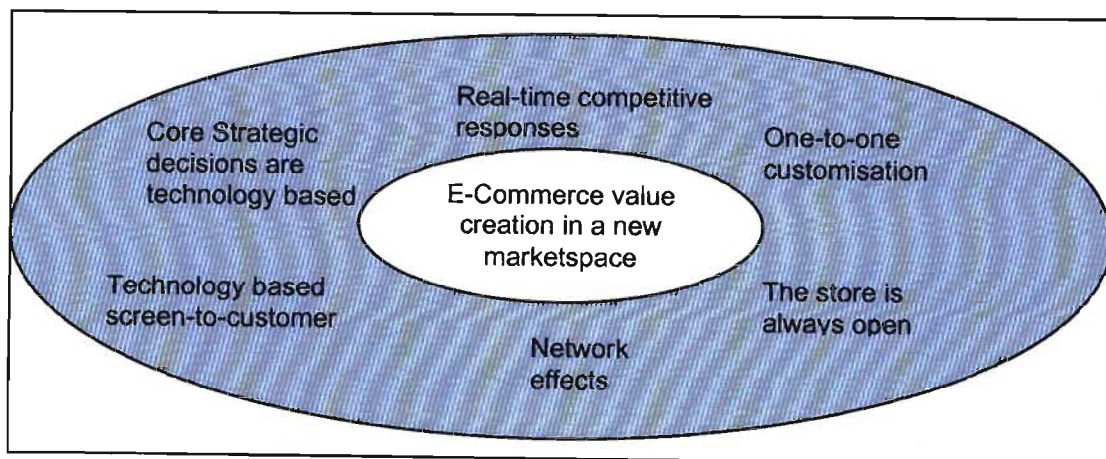 Real-time competitive
responses
Core Strategic
decisions are
technology based
One-to-one
customisation
E-Commerce value
creation in a new
marketspace
Technology based
screen-to-customer
The store is
always open
Network
effects